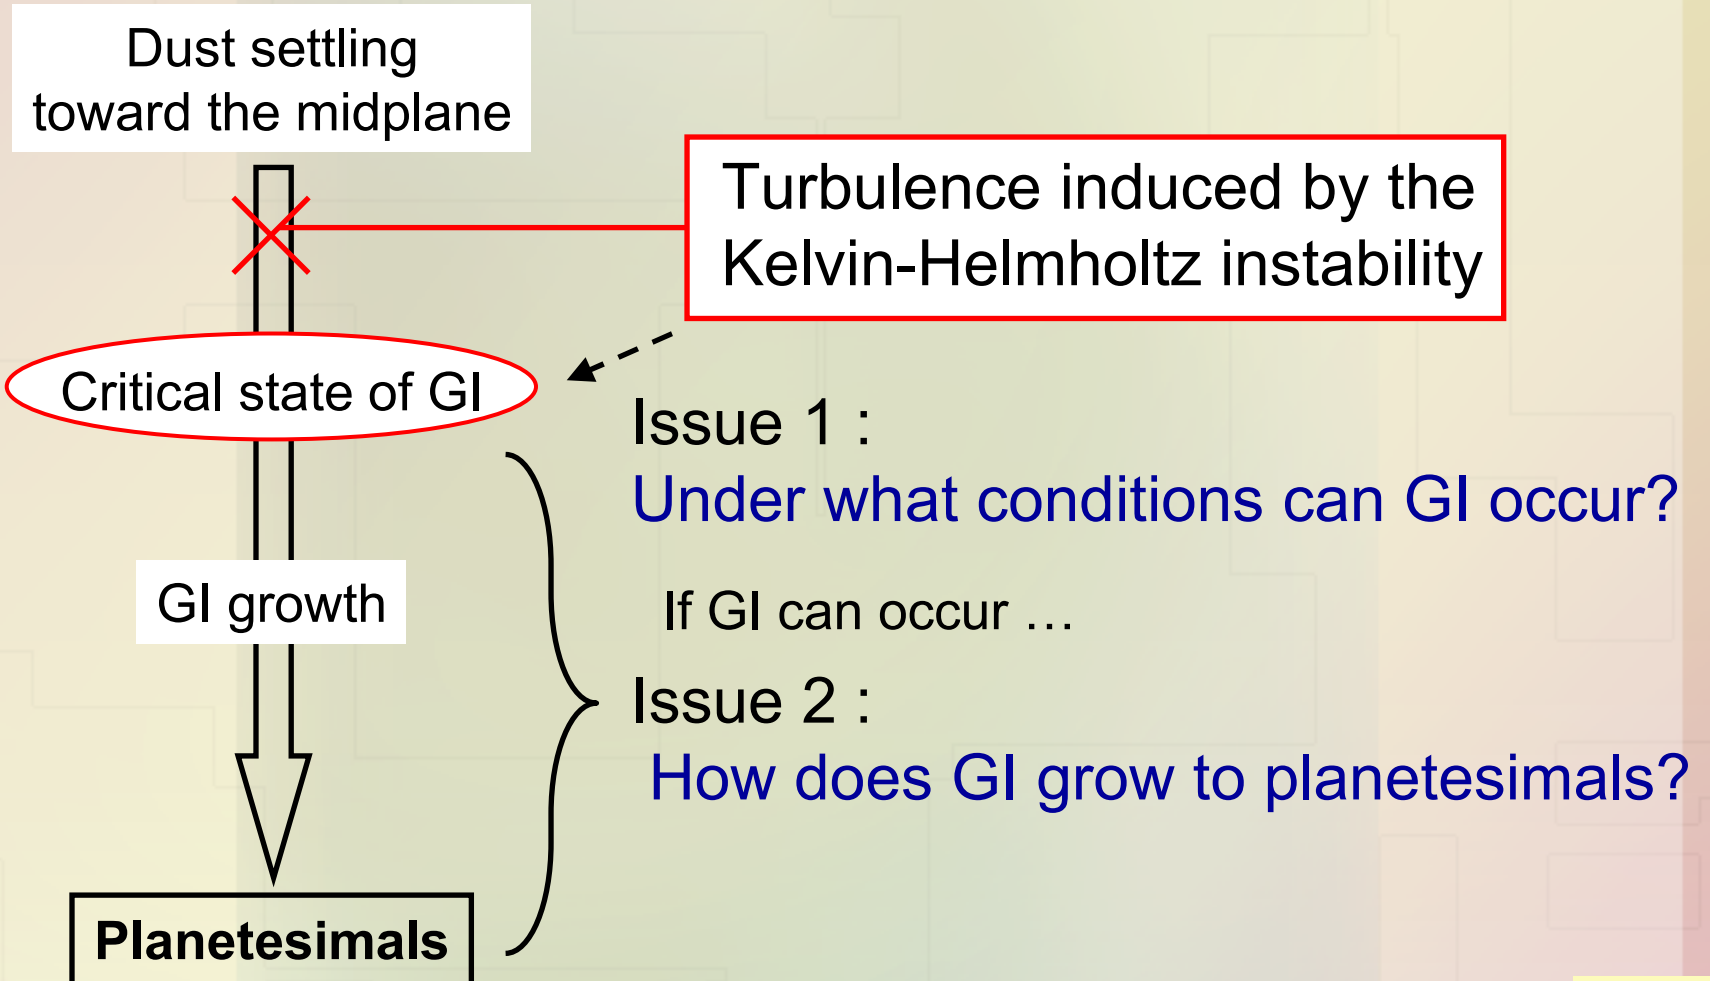 Dust settling
toward the midplane
Turbulence induced by the
Kelvin-Helmholtz instability
Critical state of GI
Issue 1 :
Under what conditions can GI occur?
GI growth
If GI can occur …
Issue 2 :
How does GI grow to planetesimals?
Planetesimals